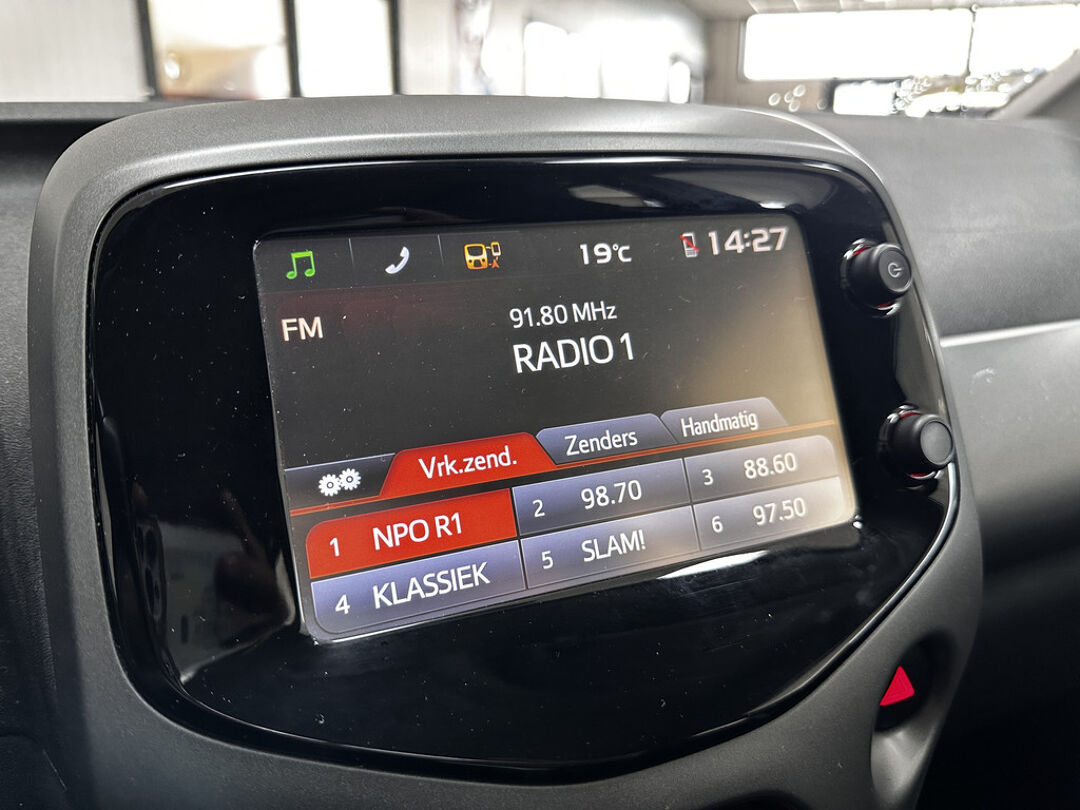 19°C
14:27
FM
91.80 MHz
RADIO 1
Vrk.zend.
Zenders
Handmatig
1 NPO R1
2 98.70
3 88.60
4 KLASSIEK
5 SLAM!
6 97.50